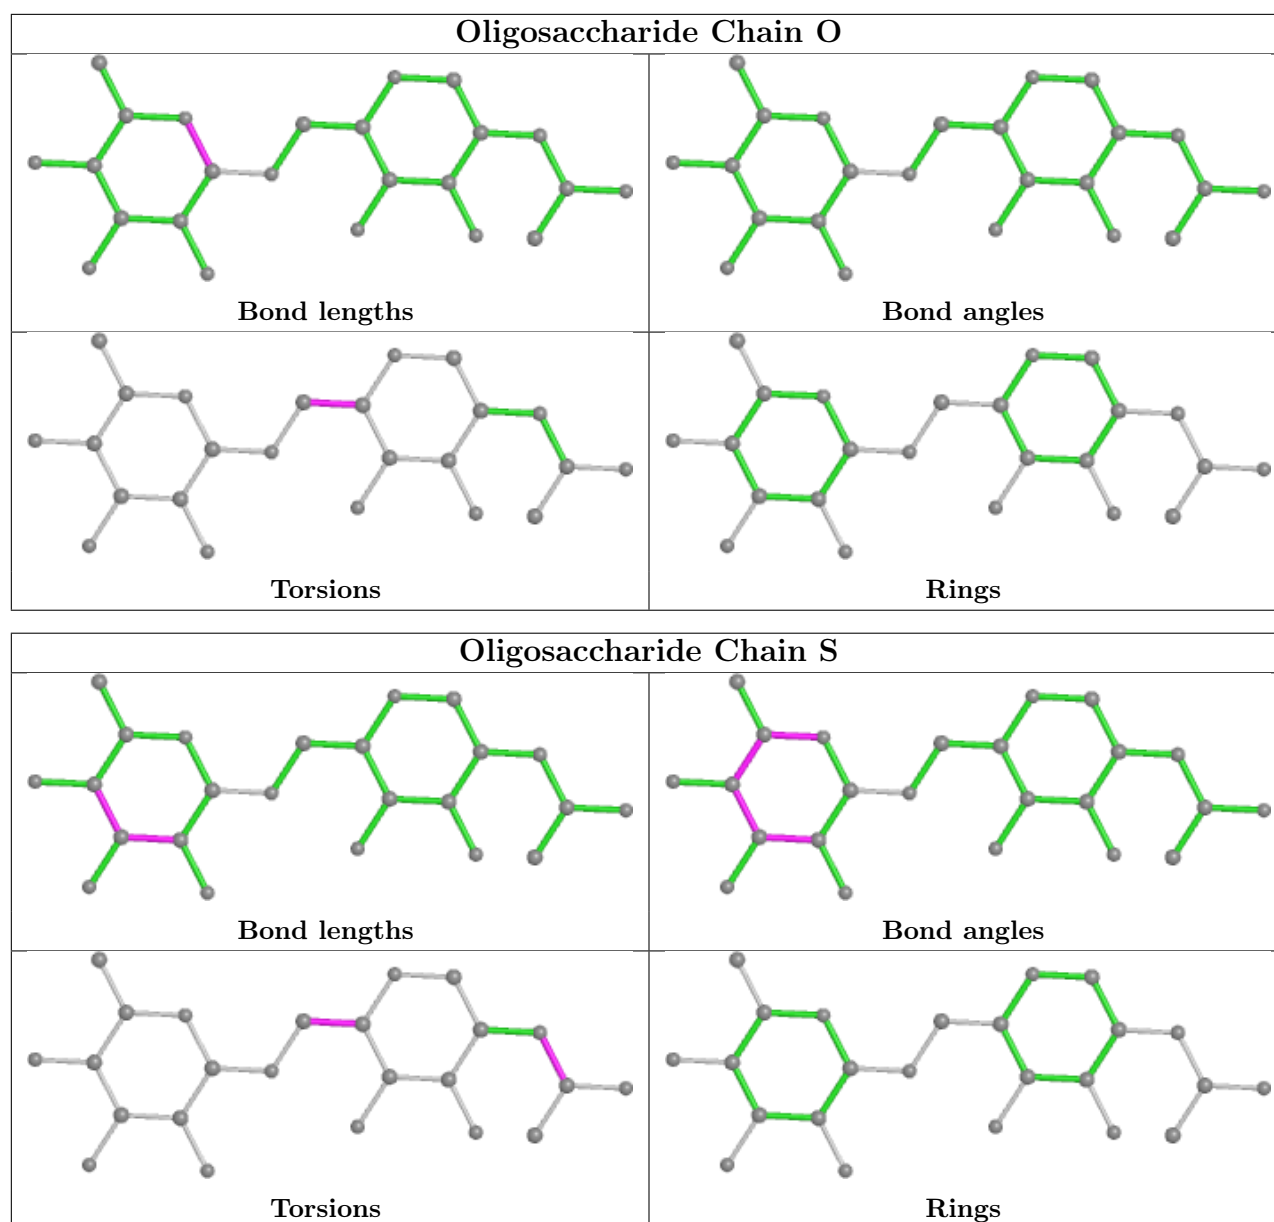 Oligosaccharide Chain O
Bond lengths
Bond angles
Torsions
Rings
Oligosaccharide Chain S
Bond lengths
Bond angles
Torsions
Rings